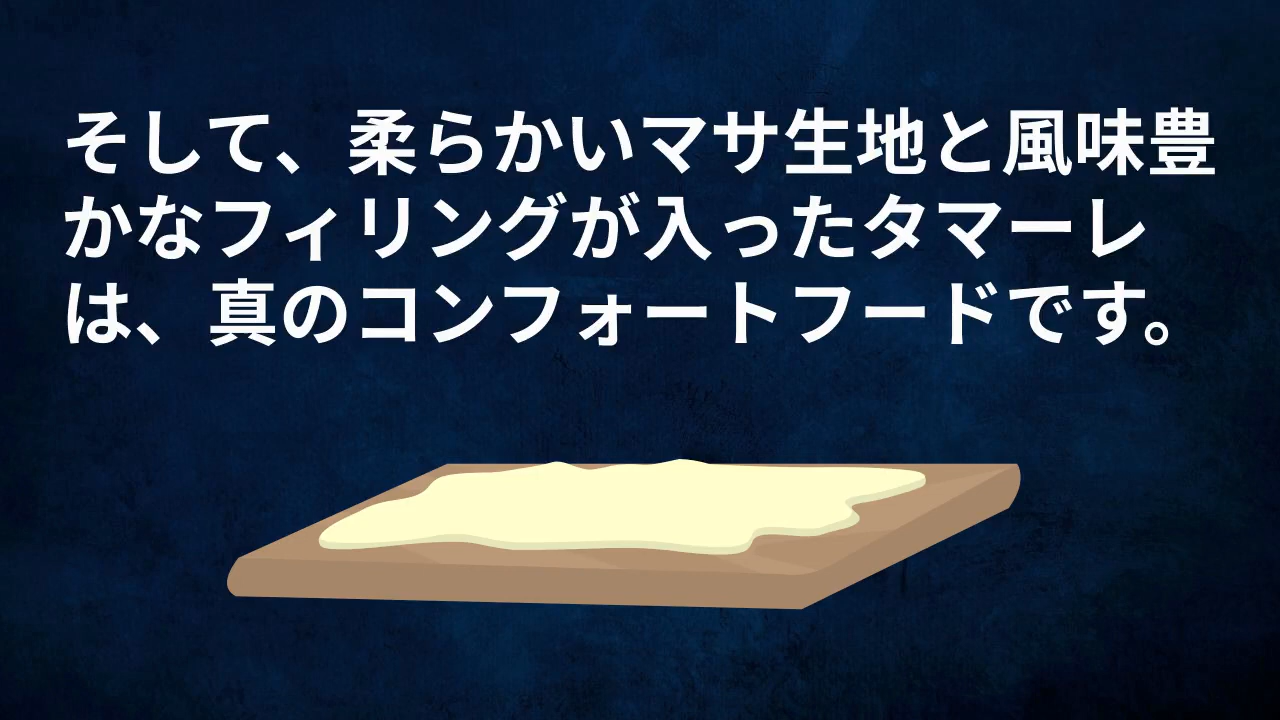 そして、柔らかいマサ生地と風味豊
かなフィリングが入ったタマーレ
は、真のコンフォートフードです。